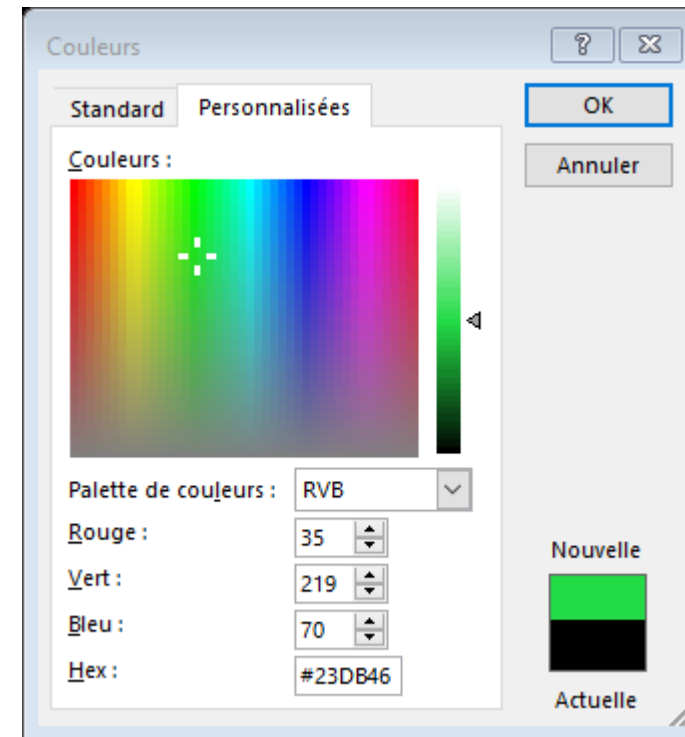 Couleurs
?
OK
Annuler
Standard Personnalisées
Couleurs :
Palette de couleurs : RVB
Rouge : 35
Vert : 219
Bleu : 70
Hex : #23DB46
Nouvelle
Actuelle